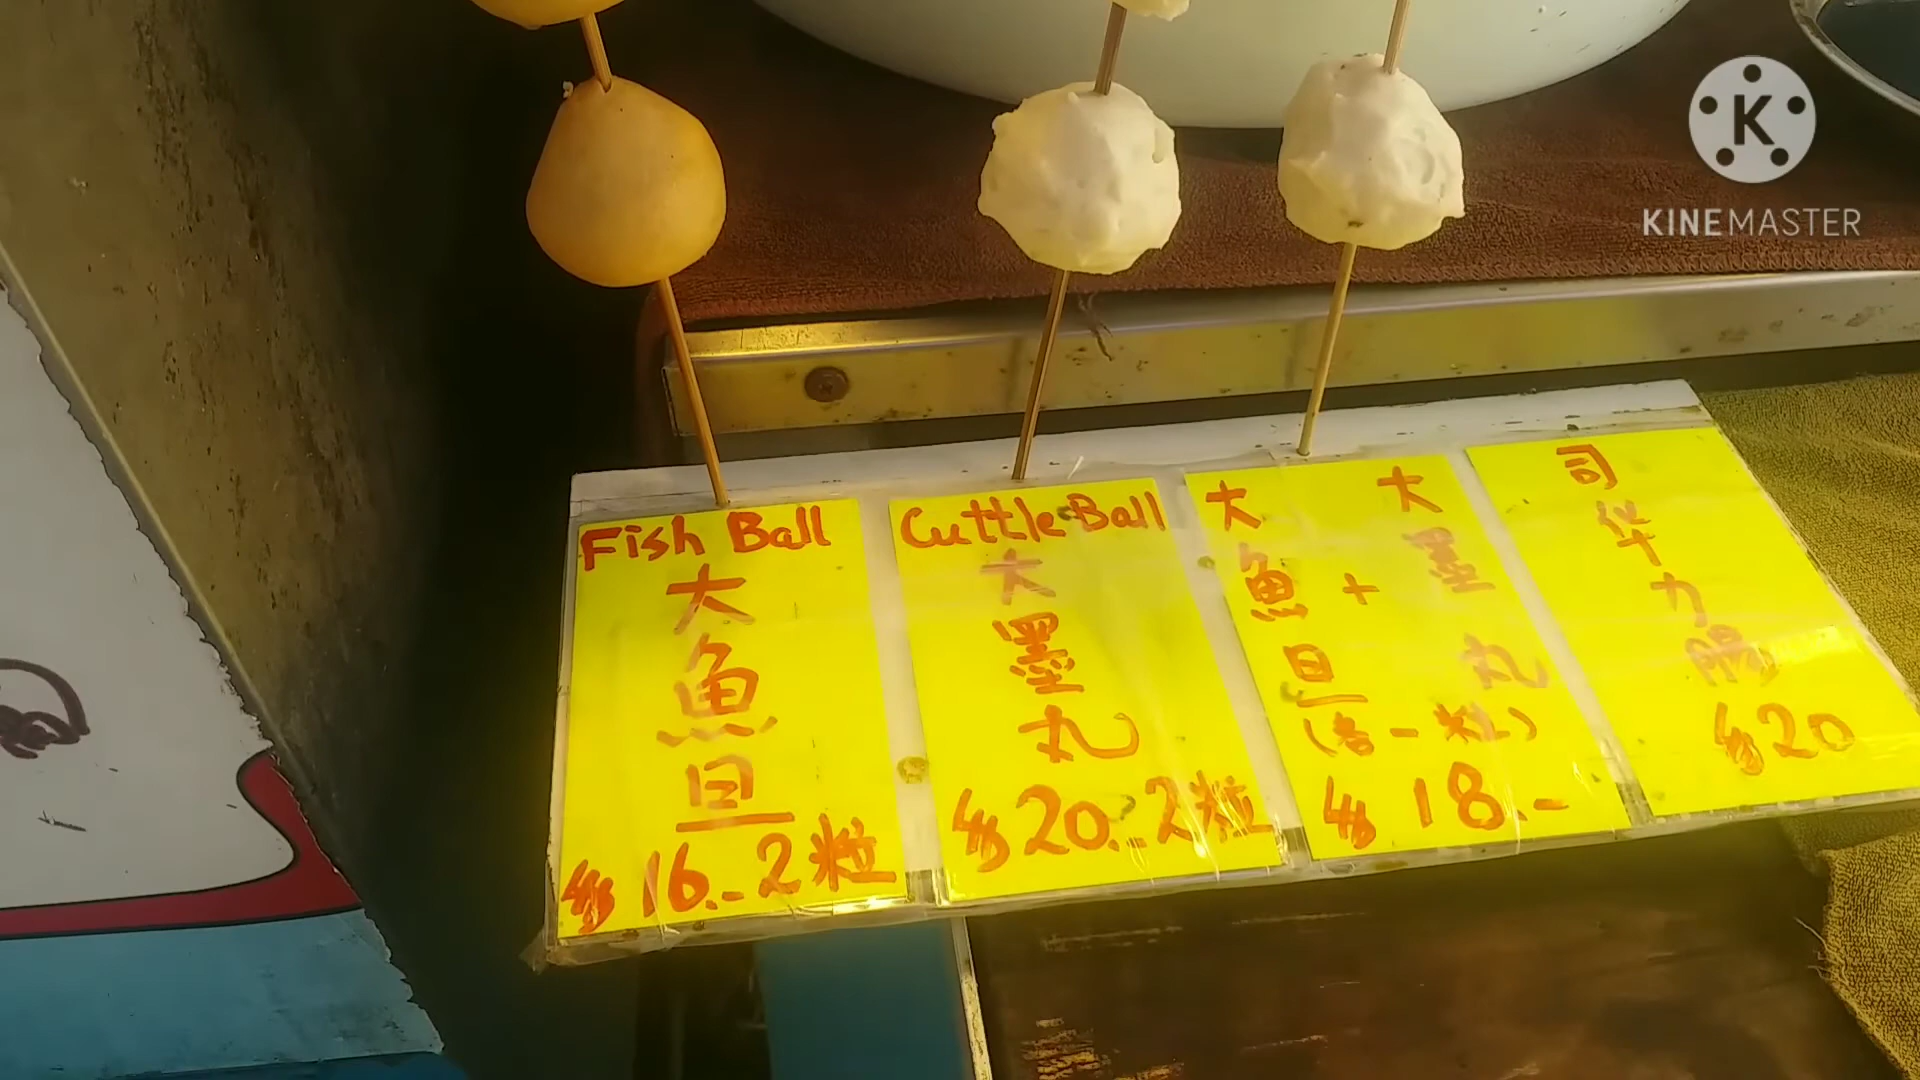 KINEMASTER
Fish Ball
大魚旦
$16.- 2粒
Cuttle Ball
大墨丸
$20.- 2粒
大魚旦 + 大墨丸
(各一粒)
$18.-
司华力腸
$20